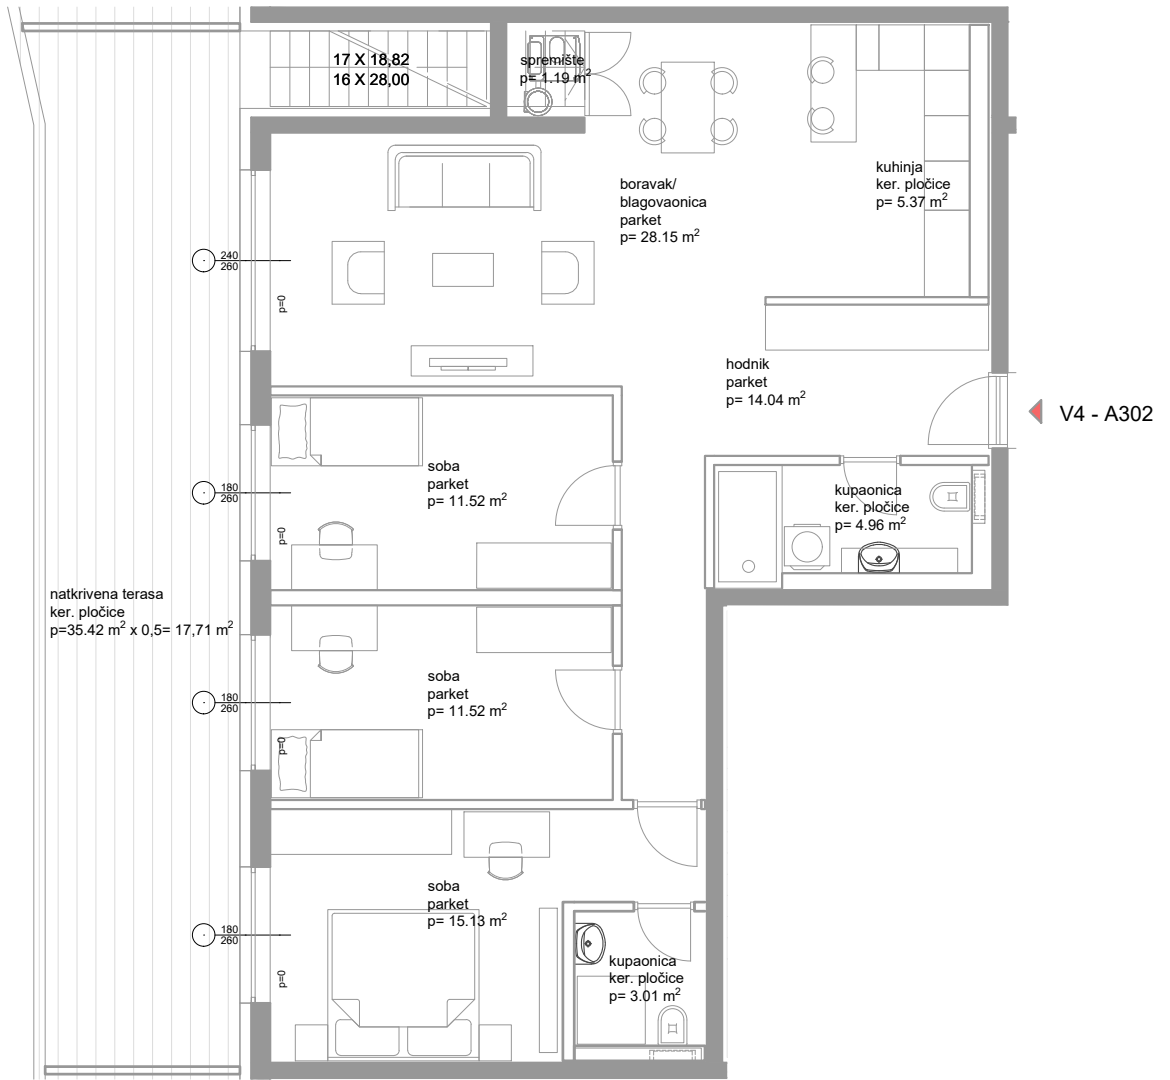 17 X 18,82
16 X 28,00
spremište
p= 1.19 m²
boravak/
blagovaonica
parket
p= 28.15 m²
kuhinja
ker. pločice
p= 5.37 m²
240
260
p=0
hodnik
parket
p= 14.04 m²
V4 - A302
soba
parket
p= 11.52 m²
180
260
p=0
kupaonica
ker. pločice
p= 4.96 m²
natkrivena terasa
ker. pločice
p=35.42 m² x 0,5= 17,71 m²
soba
parket
p= 11.52 m²
180
260
p=0
soba
parket
p= 15.13 m²
180
260
p=0
kupaonica
ker. pločice
p= 3.01 m²